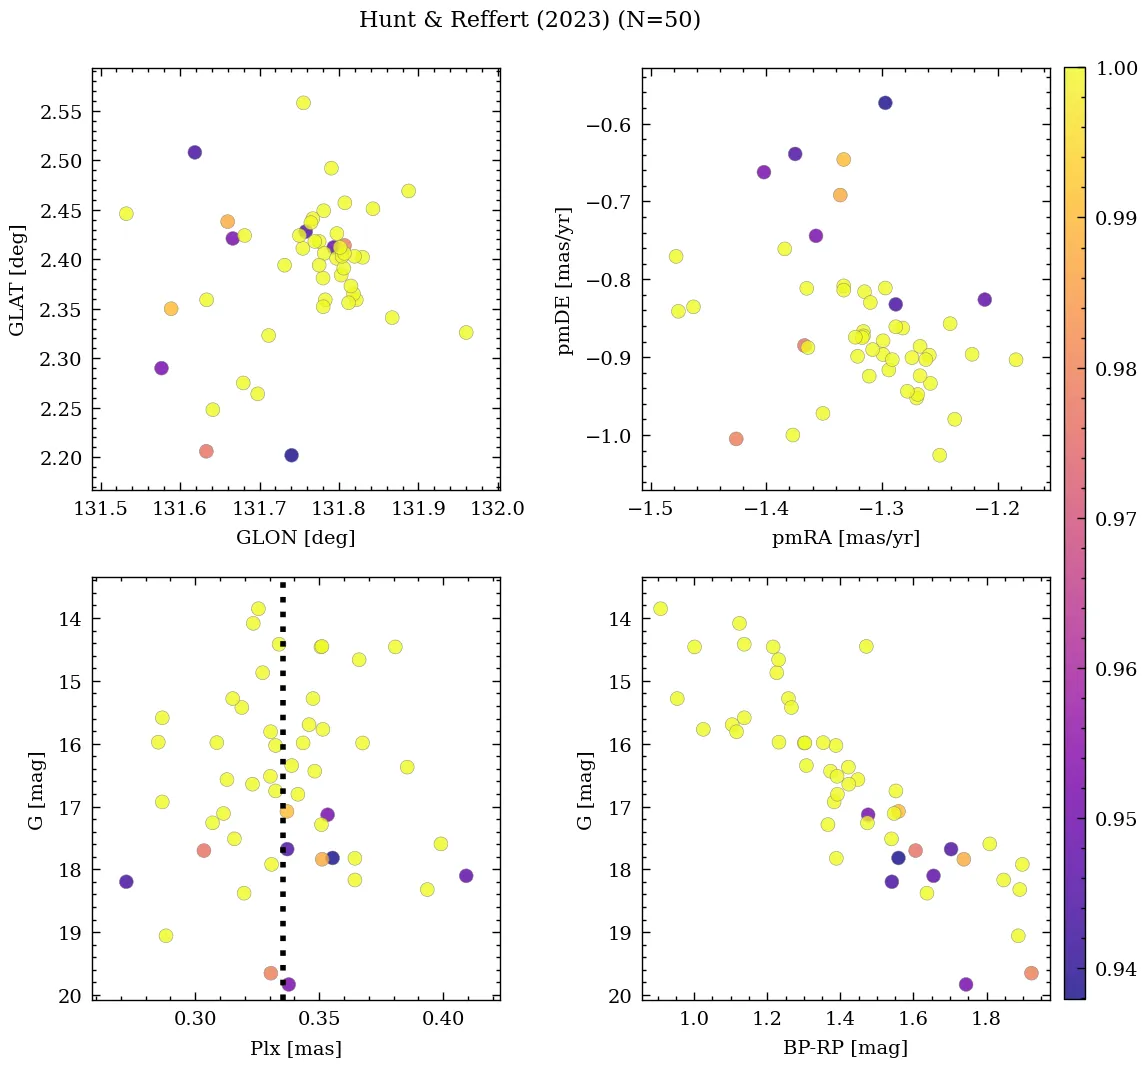 Hunt & Reffert (2023) (N=50)
GLAT [deg]
2.55
2.50
2.45
2.40
2.35
2.30
2.25
2.20
131.5 131.6 131.7 131.8 131.9 132.0
GLON [deg]
pmDE [mas/yr]
−0.6
−0.7
−0.8
−0.9
−1.0
−1.5 −1.4 −1.3 −1.2
pmRA [mas/yr]
G [mag]
14
15
16
17
18
19
20
0.30 0.35 0.40
Plx [mas]
G [mag]
14
15
16
17
18
19
20
1.0 1.2 1.4 1.6 1.8
BP-RP [mag]
1.00
0.99
0.98
0.97
0.96
0.95
0.94